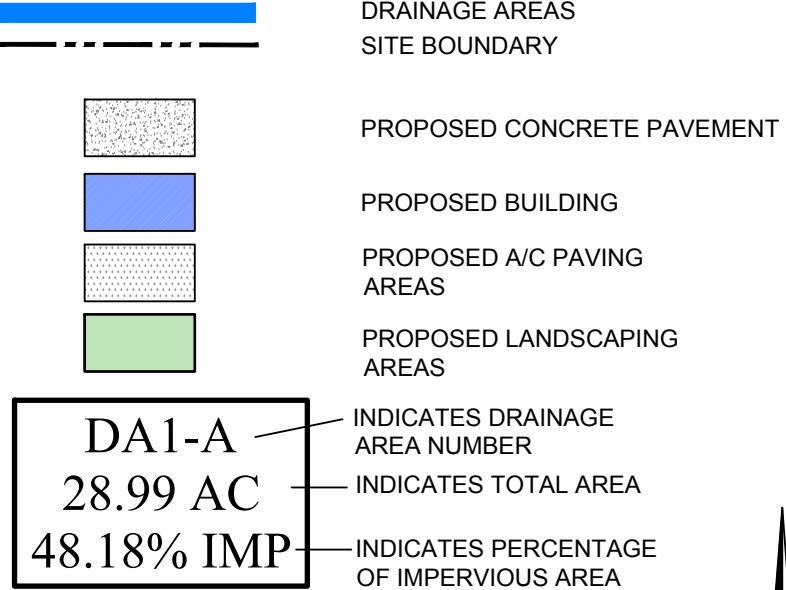 DRAINAGE AREAS
SITE BOUNDARY
PROPOSED CONCRETE PAVEMENT
PROPOSED BUILDING
PROPOSED A/C PAVING
AREAS
PROPOSED LANDSCAPING
AREAS
DA1-A
28.99 AC
48.18% IMP
INDICATES DRAINAGE
AREA NUMBER
INDICATES TOTAL AREA
INDICATES PERCENTAGE
OF IMPERVIOUS AREA